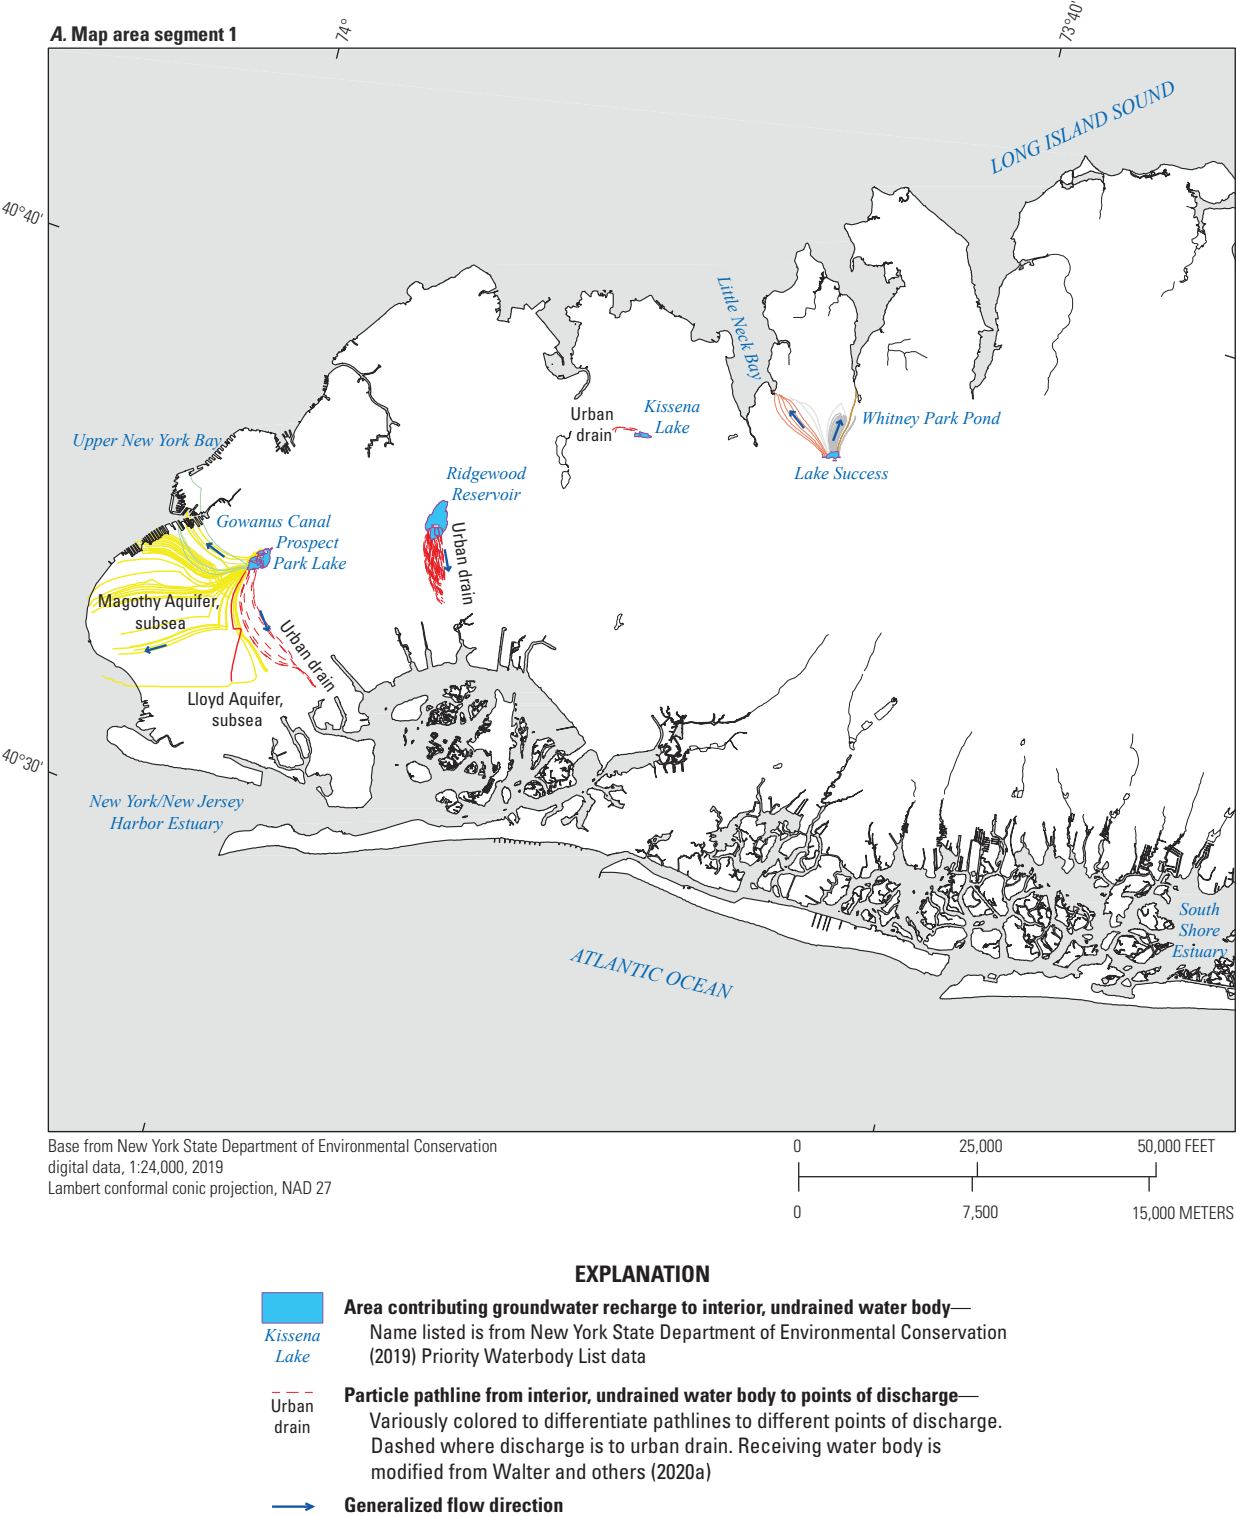 A. Map area segment 1
74°
73°40'
LONG ISLAND SOUND
40°40'
Little Neck Bay
Urban
drain
Kissena
Lake
Whitney Park Pond
Upper New York Bay
Lake Success
Ridgewood
Reservoir
Gowanus Canal
Prospect
Park Lake
Urban drain
Magothy Aquifer,
subsea
Urban drain
Lloyd Aquifer,
subsea
40°30'
New York/New Jersey
Harbor Estuary
South
Shore
Estuary
ATLANTIC OCEAN
Base from New York State Department of Environmental Conservation
digital data, 1:24,000, 2019
Lambert conformal conic projection, NAD 27
0 25,000 50,000 FEET
0 7,500 15,000 METERS
EXPLANATION
Area contributing groundwater recharge to interior, undrained water body—
Kissena
Lake
Name listed is from New York State Department of Environmental Conservation
(2019) Priority Waterbody List data
Particle pathline from interior, undrained water body to points of discharge—
Urban
drain
Variously colored to differentiate pathlines to different points of discharge.
Dashed where discharge is to urban drain. Receiving water body is
modified from Walter and others (2020a)
Generalized flow direction